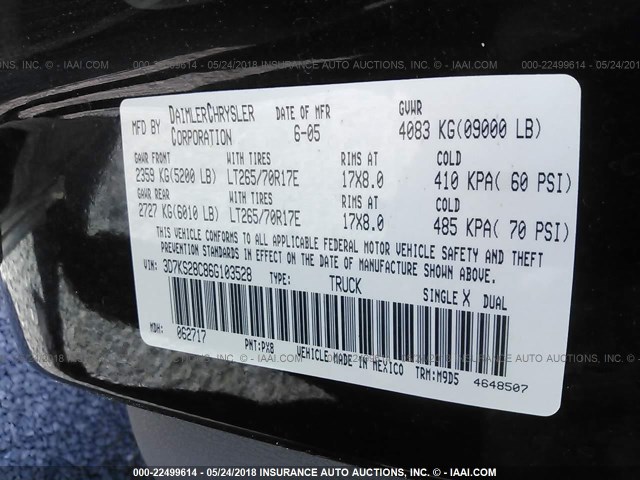 INC. - IAAI.COM 000-22499614 - 05/24/2018 INSURANCE AUTO AUCTIONS, INC. - IAAI.COM 000-22499614 - 05/24/2018 INSURANCE AU
MFD BY DAIMLERCHRYSLER CORPORATION DATE OF MFR 6-05 GVWR 4083 KG(09000 LB)
GAWR FRONT WITH TIRES RIMS AT COLD
2359 KG(5200 LB) LT265/70R17E 17X8.0 410 KPA( 60 PSI)
GAWR REAR WITH TIRES RIMS AT COLD
2727 KG(6010 LB) LT265/70R17E 17X8.0 485 KPA( 70 PSI)
THIS VEHICLE CONFORMS TO ALL APPLICABLE FEDERAL MOTOR VEHICLE SAFETY AND THEFT
PREVENTION STANDARDS IN EFFECT ON THE DATE OF MANUFACTURE SHOWN ABOVE.
VIN: 3D7KS28C86G103528 TYPE: TRUCK SINGLE X DUAL
MDH: 062717 PNT:PX8 VEHICLE MADE IN MEXICO TRM:M9D5 4648507
000-22499614 - 05/24/2018 INSURANCE AUTO AUCTIONS, INC. - IAAI.COM